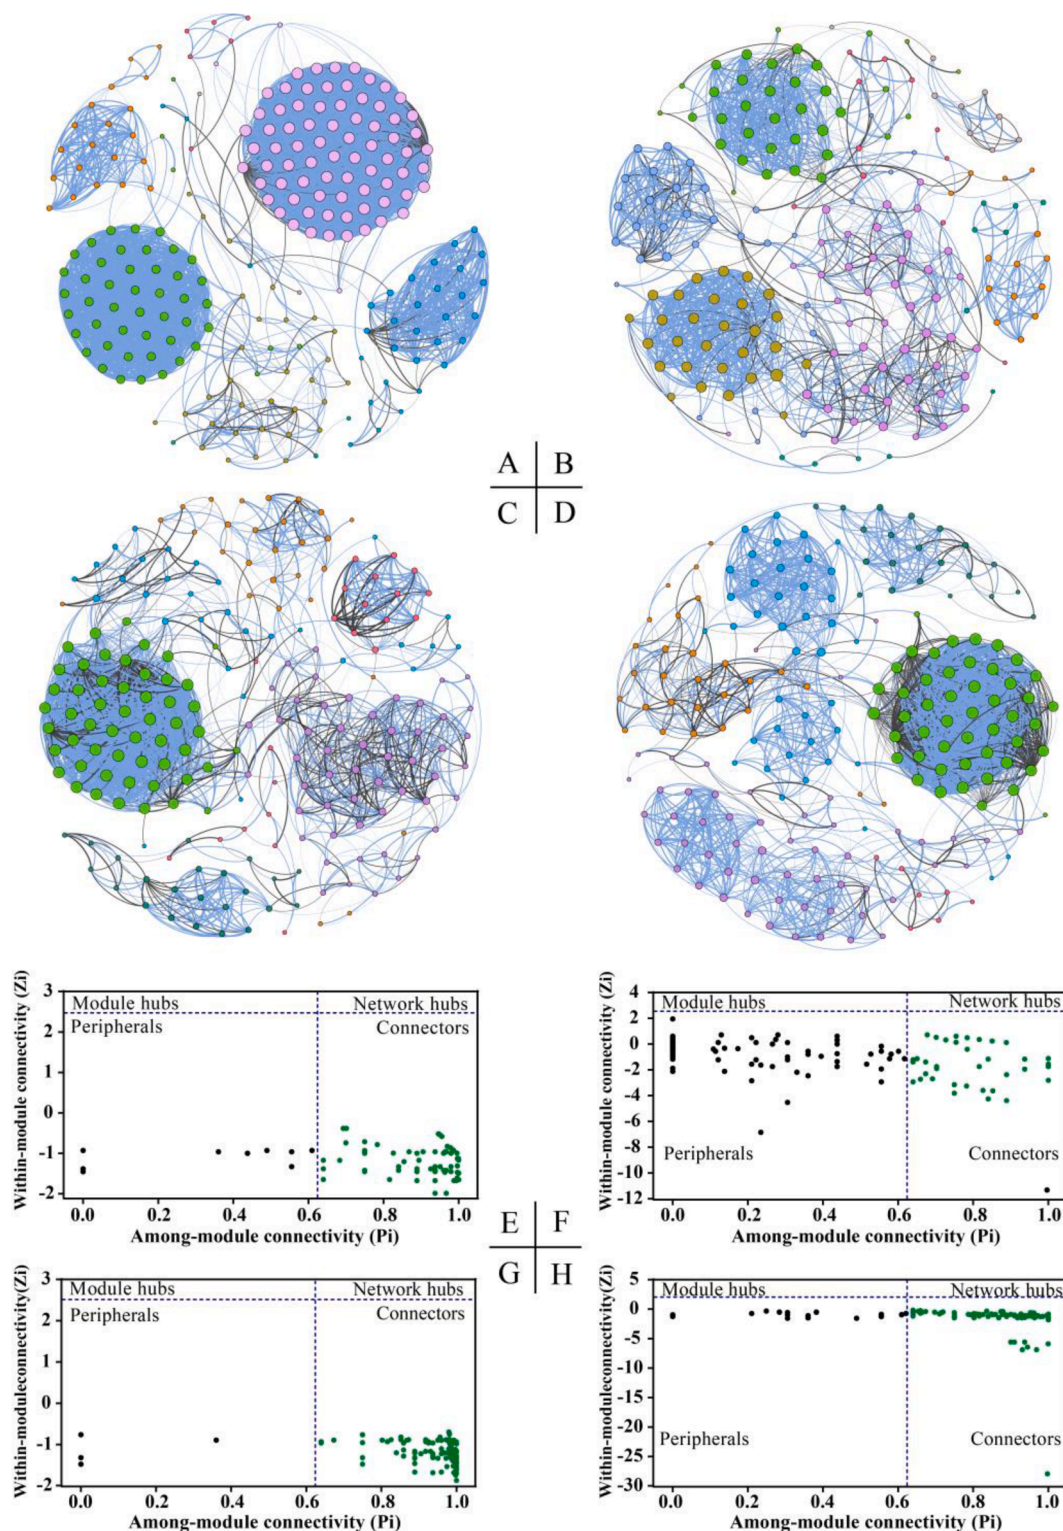 A B
C D
Within-module connectivity (Zi)
3
2
1
0
-1
-2
Module hubs
Network hubs
Peripherals
Connectors
0.0 0.2 0.4 0.6 0.8 1.0
Among-module connectivity (Pi)
Within-module connectivity (Zi)
4
2
0
-2
-4
-6
-8
-10
12
Module hubs
Network hubs
Peripherals
Connectors
0.0 0.2 0.4 0.6 0.8 1.0
Among-module connectivity (Pi)
E F
G H
Within-moduleconnectivity(Zi)
3
2
1
0
-1
-2
Module hubs
Network hubs
Peripherals
Connectors
0.0 0.2 0.4 0.6 0.8 1.0
Among-module connectivity (Pi)
Within-moduleconnectivity(Zi)
5
0
-5
-10
-15
-20
-25
-30
Module hubs
Network hubs
Peripherals
Connectors
0.0 0.2 0.4 0.6 0.8 1.0
Among-module connectivity (Pi)